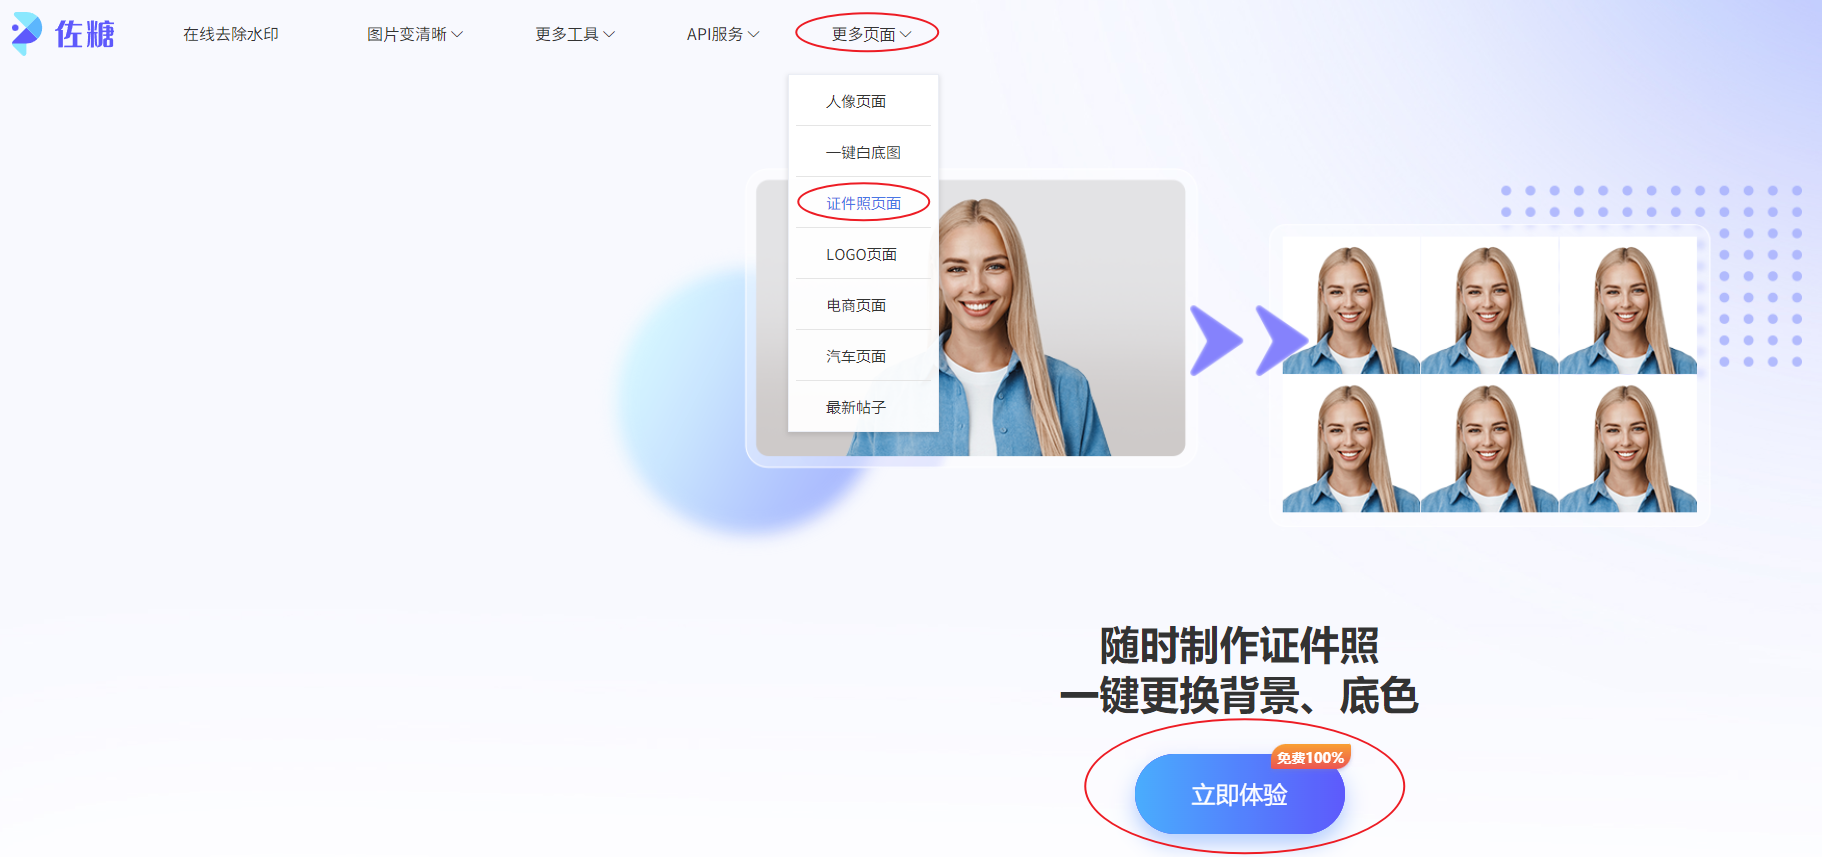 佐糖
在线去除水印
图片变清晰
更多工具
API服务
更多页面
人像页面
一键白底图
证件照页面
LOGO页面
电商页面
汽车页面
最新帖子
随时制作证件照
一键更换背景、底色
免费100%
立即体验